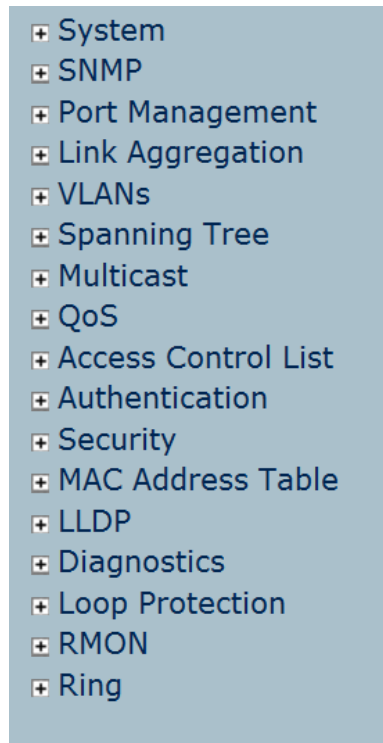 System
SNMP
Port Management
Link Aggregation
VLANs
Spanning Tree
Multicast
QoS
Access Control List
Authentication
Security
MAC Address Table
LLDP
Diagnostics
Loop Protection
RMON
Ring